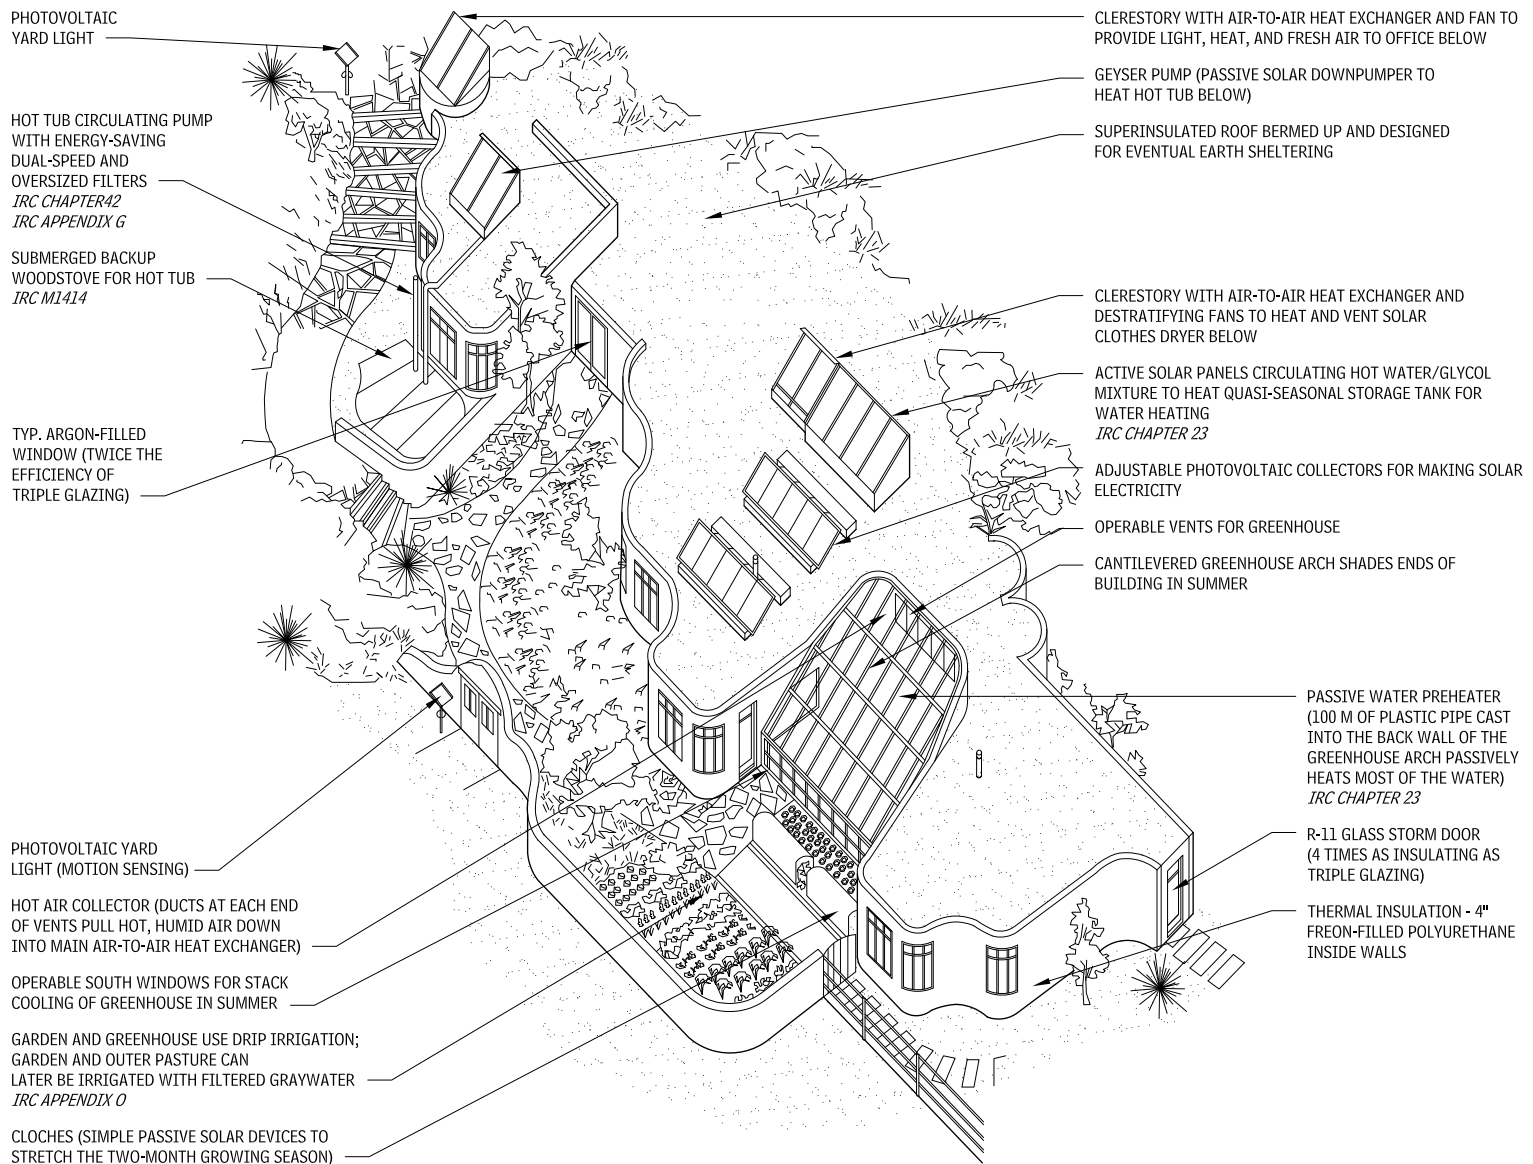 PHOTOVOLTAIC
YARD LIGHT
HOT TUB CIRCULATING PUMP
WITH ENERGY-SAVING
DUAL-SPEED AND
OVERSIZED FILTERS
IRC CHAPTER42
IRC APPENDIX G
SUBMERGED BACKUP
WOODSTOVE FOR HOT TUB
IRC M1414
TYP. ARGON-FILLED
WINDOW (TWICE THE
EFFICIENCY OF
TRIPLE GLAZING)
PHOTOVOLTAIC YARD
LIGHT (MOTION SENSING)
HOT AIR COLLECTOR (DUCTS AT EACH END
OF VENTS PULL HOT, HUMID AIR DOWN
INTO MAIN AIR-TO-AIR HEAT EXCHANGER)
OPERABLE SOUTH WINDOWS FOR STACK
COOLING OF GREENHOUSE IN SUMMER
GARDEN AND GREENHOUSE USE DRIP IRRIGATION;
GARDEN AND OUTER PASTURE CAN
LATER BE IRRIGATED WITH FILTERED GRAYWATER
IRC APPENDIX O
CLOCHES (SIMPLE PASSIVE SOLAR DEVICES TO
STRETCH THE TWO-MONTH GROWING SEASON)
CLERESTORY WITH AIR-TO-AIR HEAT EXCHANGER AND FAN TO
PROVIDE LIGHT, HEAT, AND FRESH AIR TO OFFICE BELOW
GEYSER PUMP (PASSIVE SOLAR DOWNPUMPER TO
HEAT HOT TUB BELOW)
SUPERINSULATED ROOF BERMED UP AND DESIGNED
FOR EVENTUAL EARTH SHELTERING
CLERESTORY WITH AIR-TO-AIR HEAT EXCHANGER AND
DESTRATIFYING FANS TO HEAT AND VENT SOLAR
CLOTHES DRYER BELOW
ACTIVE SOLAR PANELS CIRCULATING HOT WATER/GLYCOL
MIXTURE TO HEAT QUASI-SEASONAL STORAGE TANK FOR
WATER HEATING
IRC CHAPTER 23
ADJUSTABLE PHOTOVOLTAIC COLLECTORS FOR MAKING SOLAR
ELECTRICITY
OPERABLE VENTS FOR GREENHOUSE
CANTILEVERED GREENHOUSE ARCH SHADES ENDS OF
BUILDING IN SUMMER
PASSIVE WATER PREHEATER
(100 M OF PLASTIC PIPE CAST
INTO THE BACK WALL OF THE
GREENHOUSE ARCH PASSIVELY
HEATS MOST OF THE WATER)
IRC CHAPTER 23
R-11 GLASS STORM DOOR
(4 TIMES AS INSULATING AS
TRIPLE GLAZING)
THERMAL INSULATION - 4"
FREON-FILLED POLYURETHANE
INSIDE WALLS